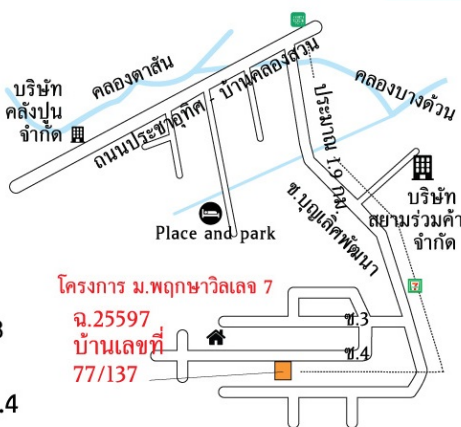 คลองตาสัน
บริษัท
คลังปูน
จำกัด
ถนนประชาอุทิศ - บ้านคลองสวน
คลองบางด้วน
ประมาณ 1.9 กม.
บริษัท
สยามร่วมค้า
จำกัด
ซ.บุญเลิศพัฒนา
Place and park
7
โครงการ ม.พฤกษาวิลเลจ 7
ฉ.25597
บ้านเลขที่
77/137
ซ.3
ซ.4
.4